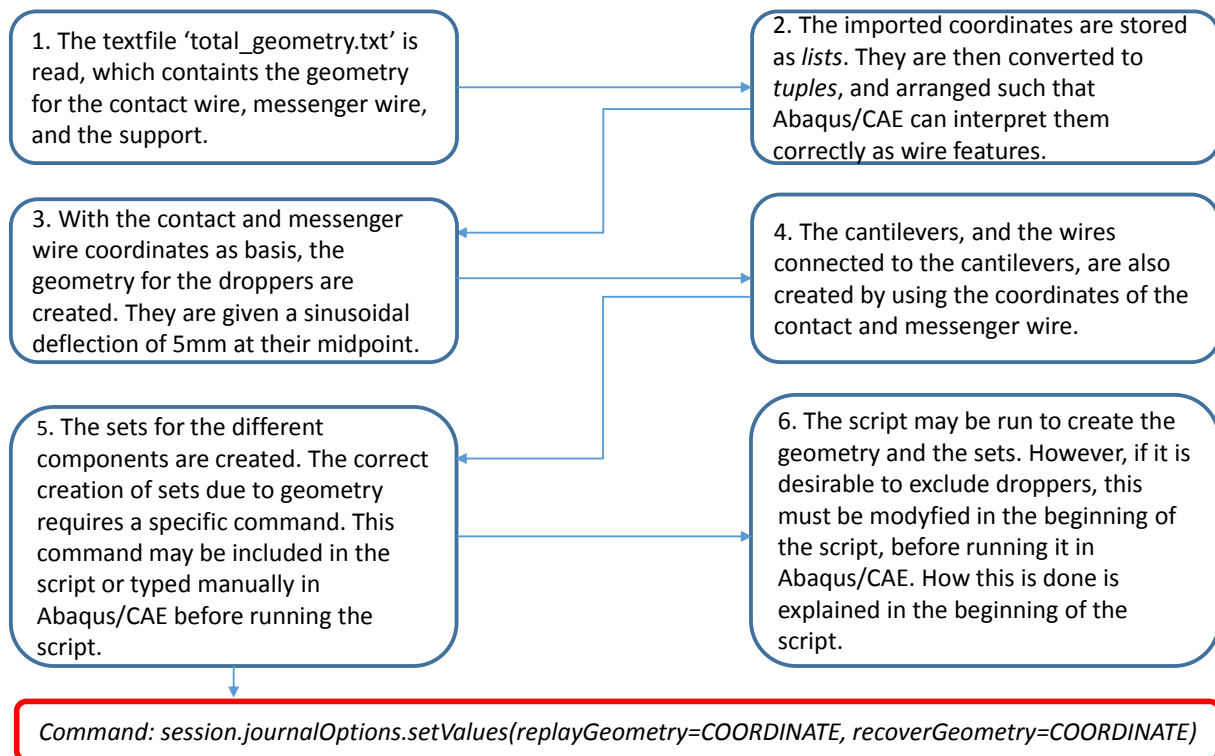 1. The textfile ‘total_geometry.txt’ is
read, which containts the geometry
for the contact wire, messenger wire,
and the support.
2. The imported coordinates are stored
as lists. They are then converted to
tuples, and arranged such that
Abaqus/CAE can interpret them
correctly as wire features.
3. With the contact and messenger
wire coordinates as basis, the
geometry for the droppers are
created. They are given a sinusoidal
deflection of 5mm at their midpoint.
4. The cantilevers, and the wires
connected to the cantilevers, are also
created by using the coordinates of the
contact and messenger wire.
5. The sets for the different
components are created. The correct
creation of sets due to geometry
requires a specific command. This
command may be included in the
script or typed manually in
Abaqus/CAE before running the
script.
6. The script may be run to create the
geometry and the sets. However, if it is
desirable to exclude droppers, this
must be modyfied in the beginning of
the script, before running it in
Abaqus/CAE. How this is done is
explained in the beginning of the
script.
Command: session.journalOptions.setValues(replayGeometry=COORDINATE, recoverGeometry=COORDINATE)